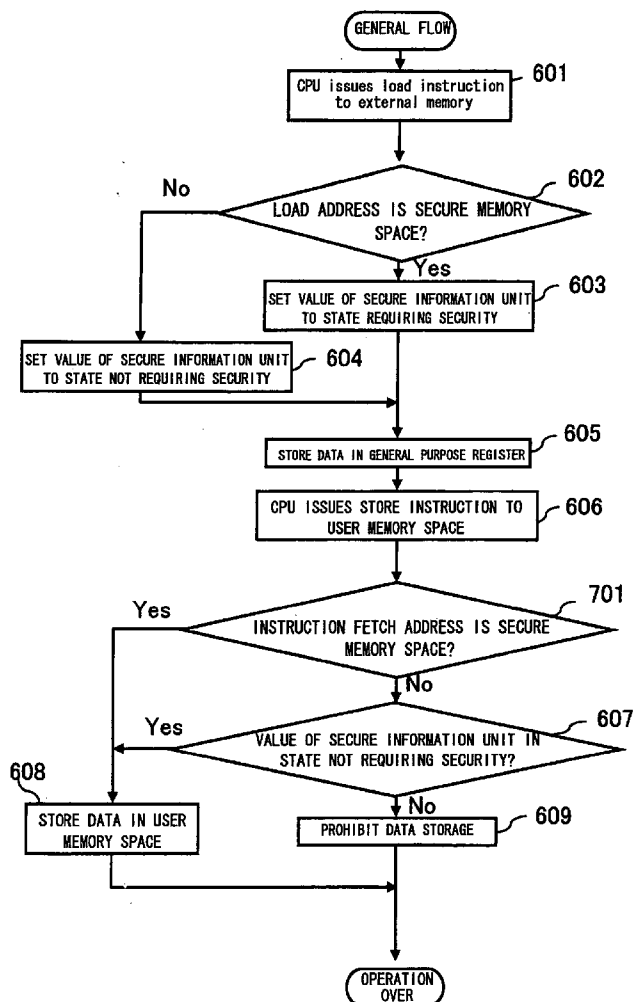 GENERAL FLOW
601
CPU issues load instruction
to external memory
602
No
LOAD ADDRESS IS SECURE MEMORY
SPACE?
Yes
603
SET VALUE OF SECURE INFORMATION UNIT
TO STATE REQUIRING SECURITY
SET VALUE OF SECURE INFORMATION UNIT
TO STATE NOT REQUIRING SECURITY
604
605
STORE DATA IN GENERAL PURPOSE REGISTER
CPU ISSUES STORE INSTRUCTION TO
USER MEMORY SPACE
606
701
Yes
INSTRUCTION FETCH ADDRESS IS SECURE
MEMORY SPACE?
No
607
Yes
VALUE OF SECURE INFORMATION UNIT IN
STATE NOT REQUIRING SECURITY?
608
No
STORE DATA IN USER
MEMORY SPACE
PROHIBIT DATA STORAGE
609
OPERATION
OVER